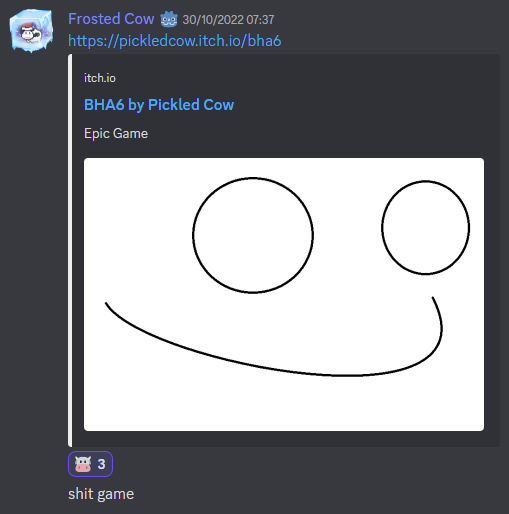 Frosted Cow 30/10/2022 07:37
https://pickledcow.itch.io/bha6
itch.io
BHA6 by Pickled Cow
Epic Game
3
shit game